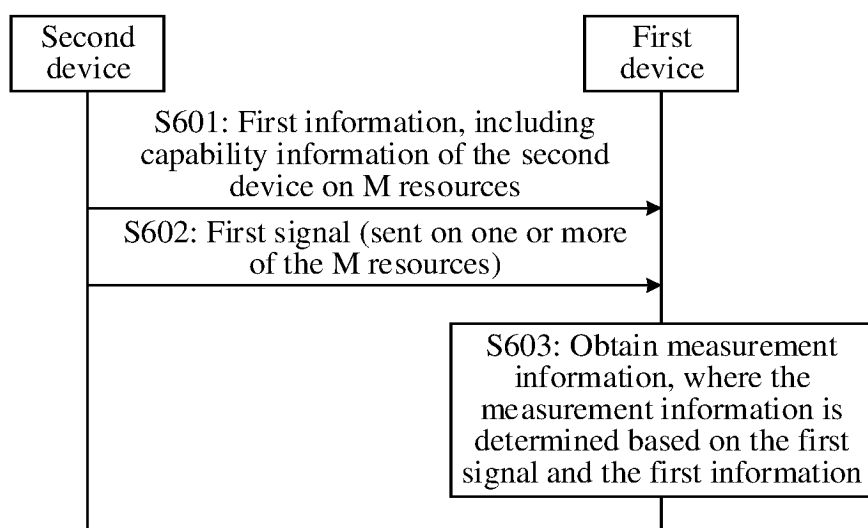 Second
device
First
device
S601: First information, including
capability information of the second
device on M resources
S602: First signal (sent on one or more
of the M resources)
S603: Obtain measurement
information, where the
measurement information is
determined based on the first
signal and the first information